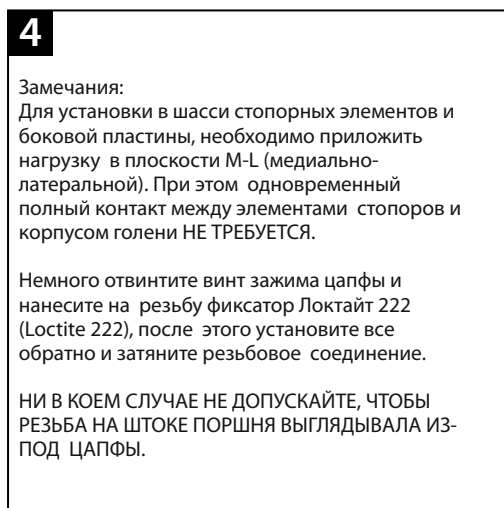 4
Замечания:
Для установки в шасси стопорных элементов и
боковой пластины, необходимо приложить
нагрузку в плоскости M-L (медиально-
латеральной). При этом одновременный
полный контакт между элементами стопоров и
корпусом голени НЕ ТРЕБУЕТСЯ.
Немного отвинтите винт зажима цапфы и
нанесите на резьбу фиксатор Локтайт 222
(Loctite 222), после этого установите все
обратно и затяните резьбовое соединение.
НИ В КОЕМ СЛУЧАЕ НЕ ДОПУСКАЙТЕ, ЧТОБЫ
РЕЗЬБА НА ШТОКЕ ПОРШНЯ ВЫГЛЯДЫВАЛА ИЗ-
ПОД ЦАПФЫ.